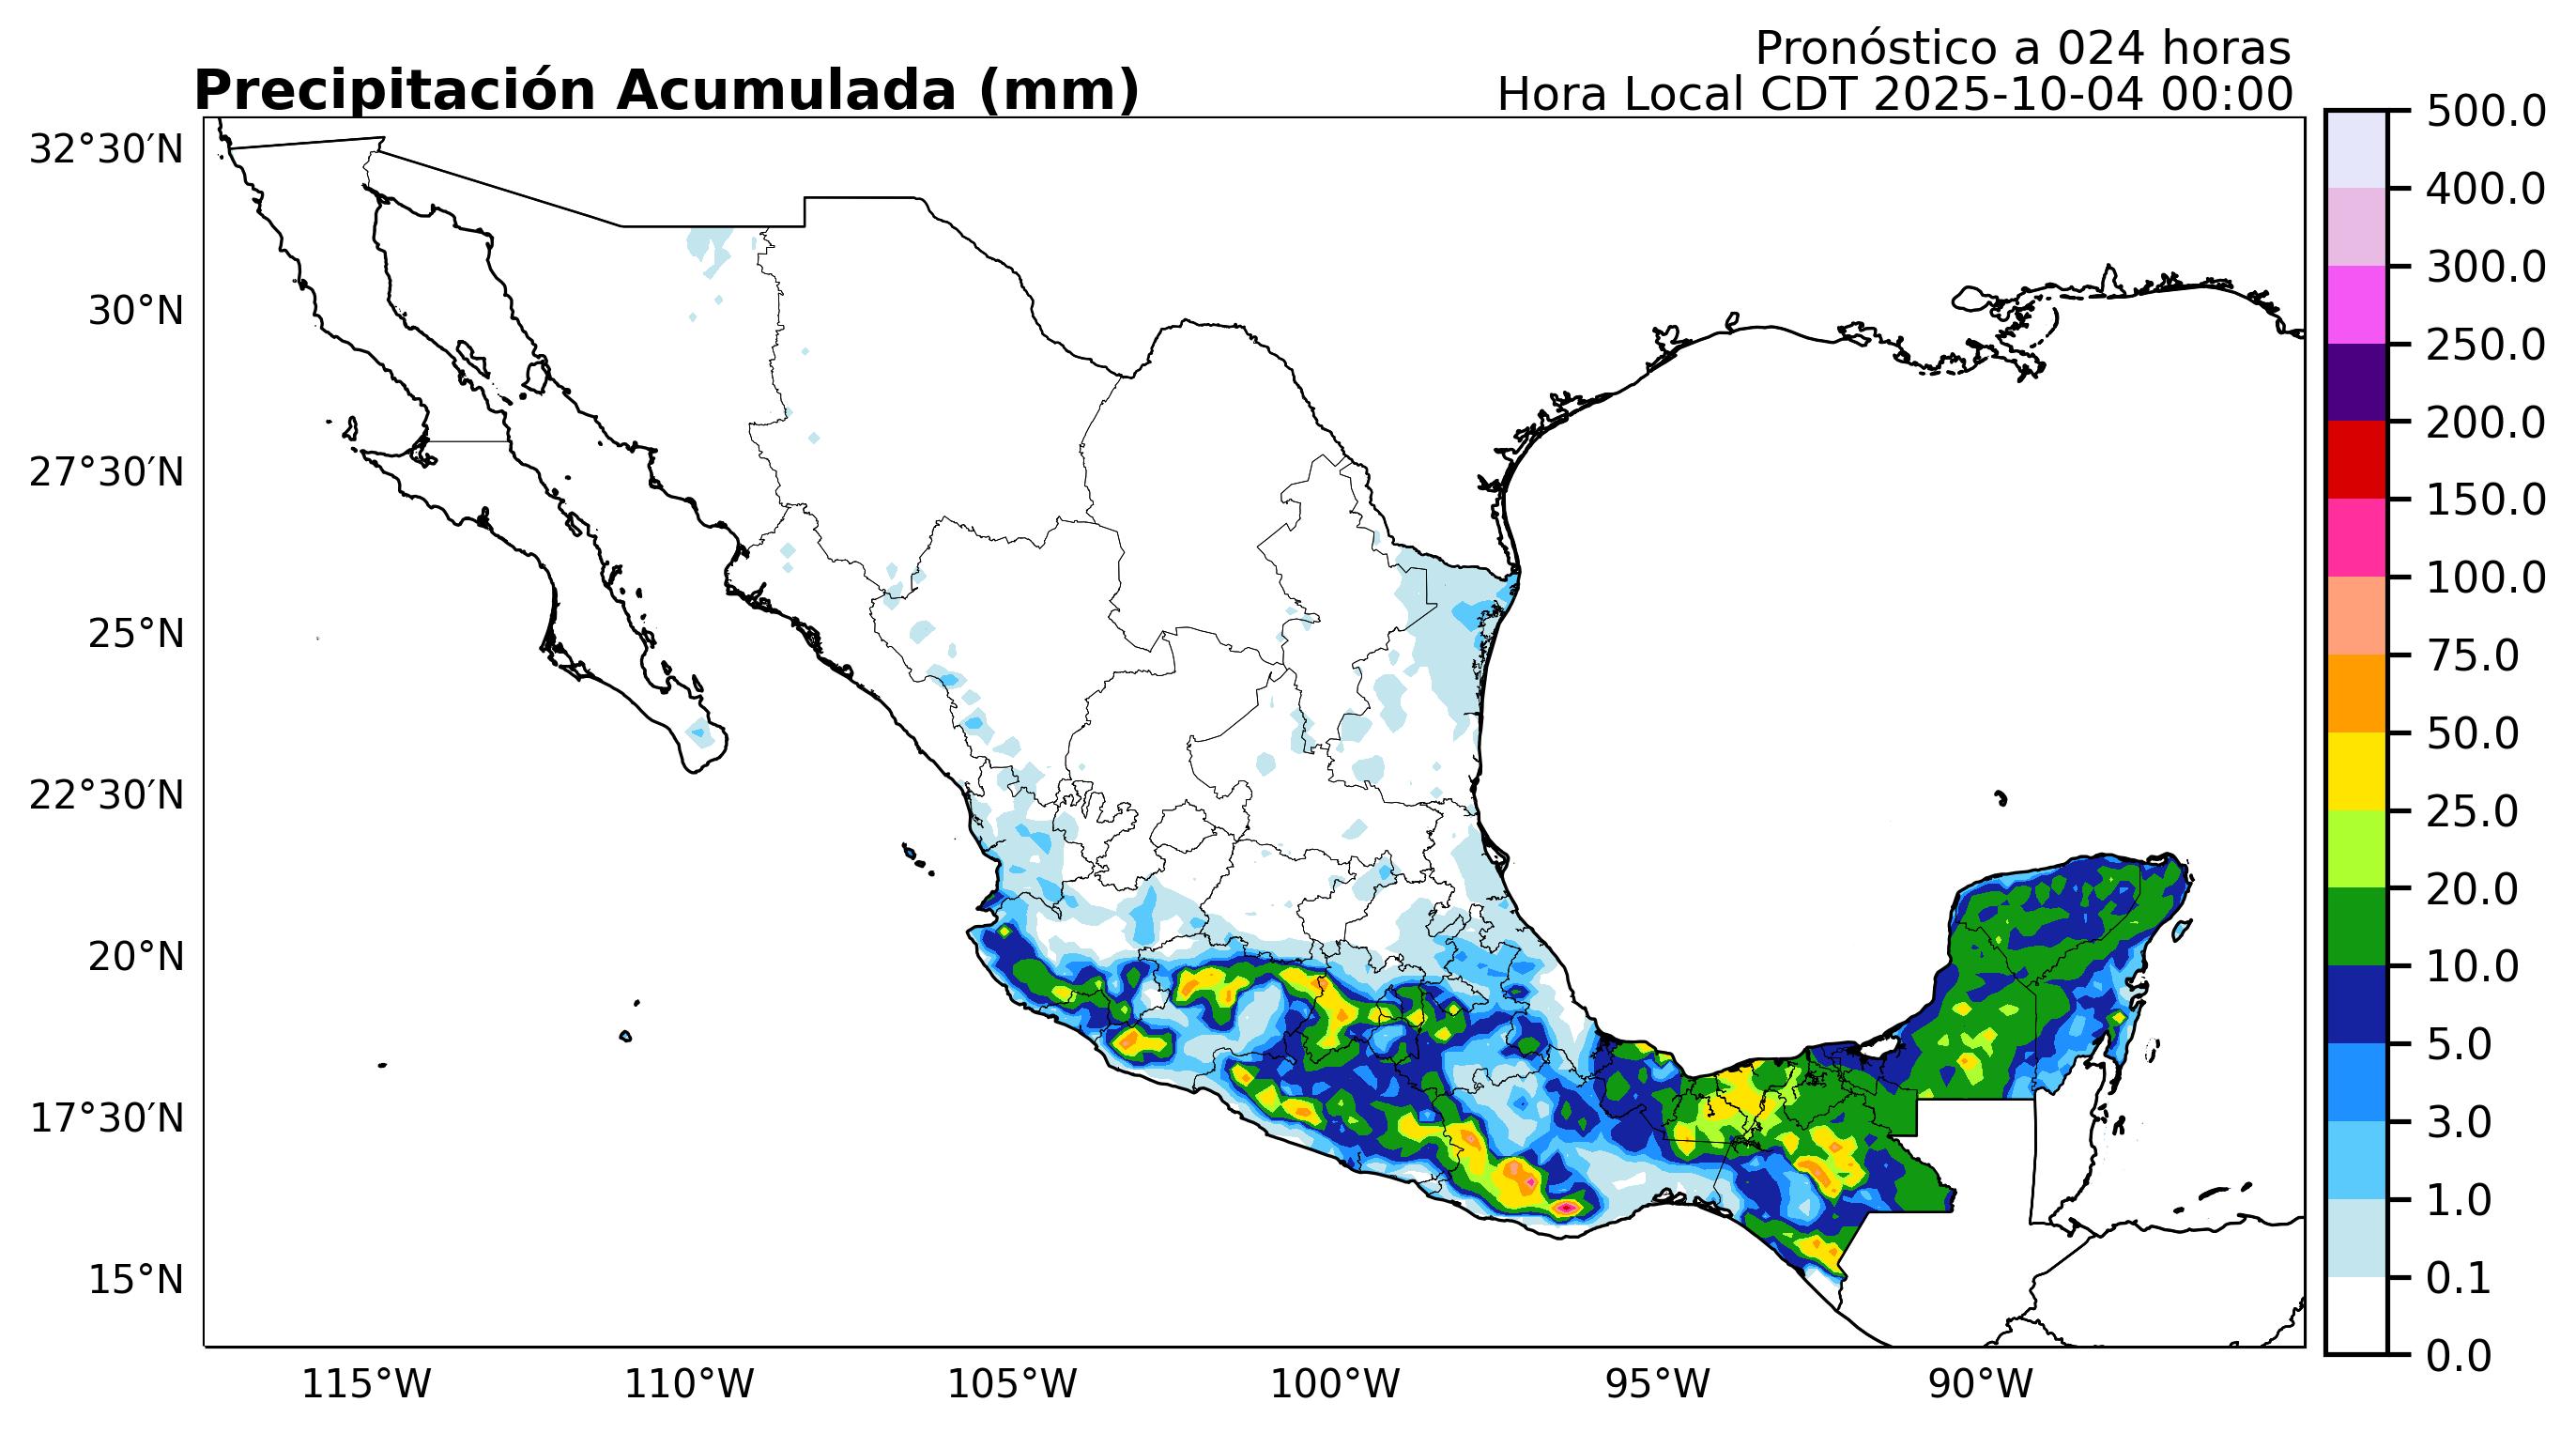 Pronóstico a 024 horas
Precipitación Acumulada (mm)
Hora Local CDT 2025-10-04 00:00
32°30′N
30°N
27°30′N
25°N
22°30′N
20°N
17°30′N
15°N
115°W
110°W
105°W
100°W
95°W
90°W
500.0
400.0
300.0
250.0
200.0
150.0
100.0
75.0
50.0
25.0
20.0
10.0
5.0
3.0
1.0
0.1
0.0